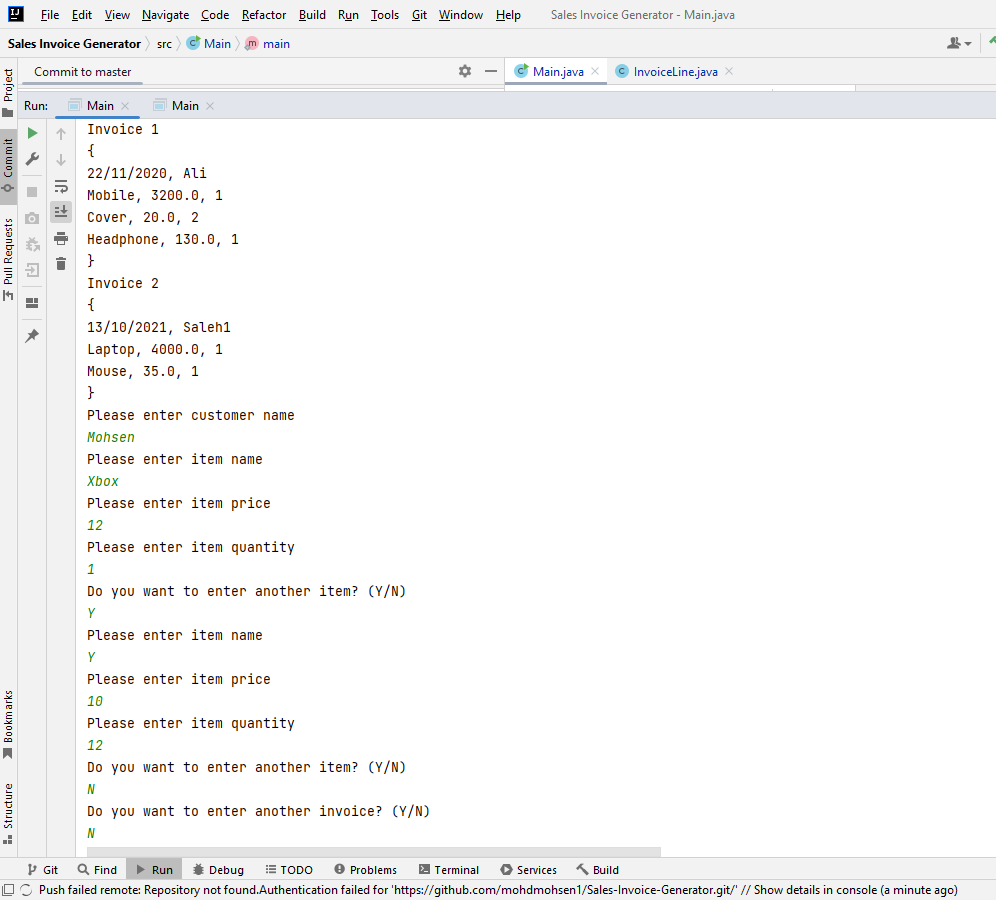 File Edit View Navigate Code Refactor Build Run Tools Git Window Help Sales Invoice Generator - Main.java
Sales Invoice Generator src Main main
Commit to master Main.java InvoiceLine.java
Run: Main Main
Project
Commit
Pull Requests
Bookmarks
Structure
Invoice 1
{
22/11/2020, Ali
Mobile, 3200.0, 1
Cover, 20.0, 2
Headphone, 130.0, 1
}
Invoice 2
{
13/10/2021, Saleh1
Laptop, 4000.0, 1
Mouse, 35.0, 1
}
Please enter customer name
Mohsen
Please enter item name
Xbox
Please enter item price
12
Please enter item quantity
1
Do you want to enter another item? (Y/N)
Y
Please enter item name
Y
Please enter item price
10
Please enter item quantity
12
Do you want to enter another item? (Y/N)
N
Do you want to enter another invoice? (Y/N)
N
Git Find Run Debug TODO Problems Terminal Services Build
Push failed remote: Repository not found.Authentication failed for 'https://github.com/mohdmohsen1/Sales-Invoice-Generator.git/' // Show details in console (a minute ago)